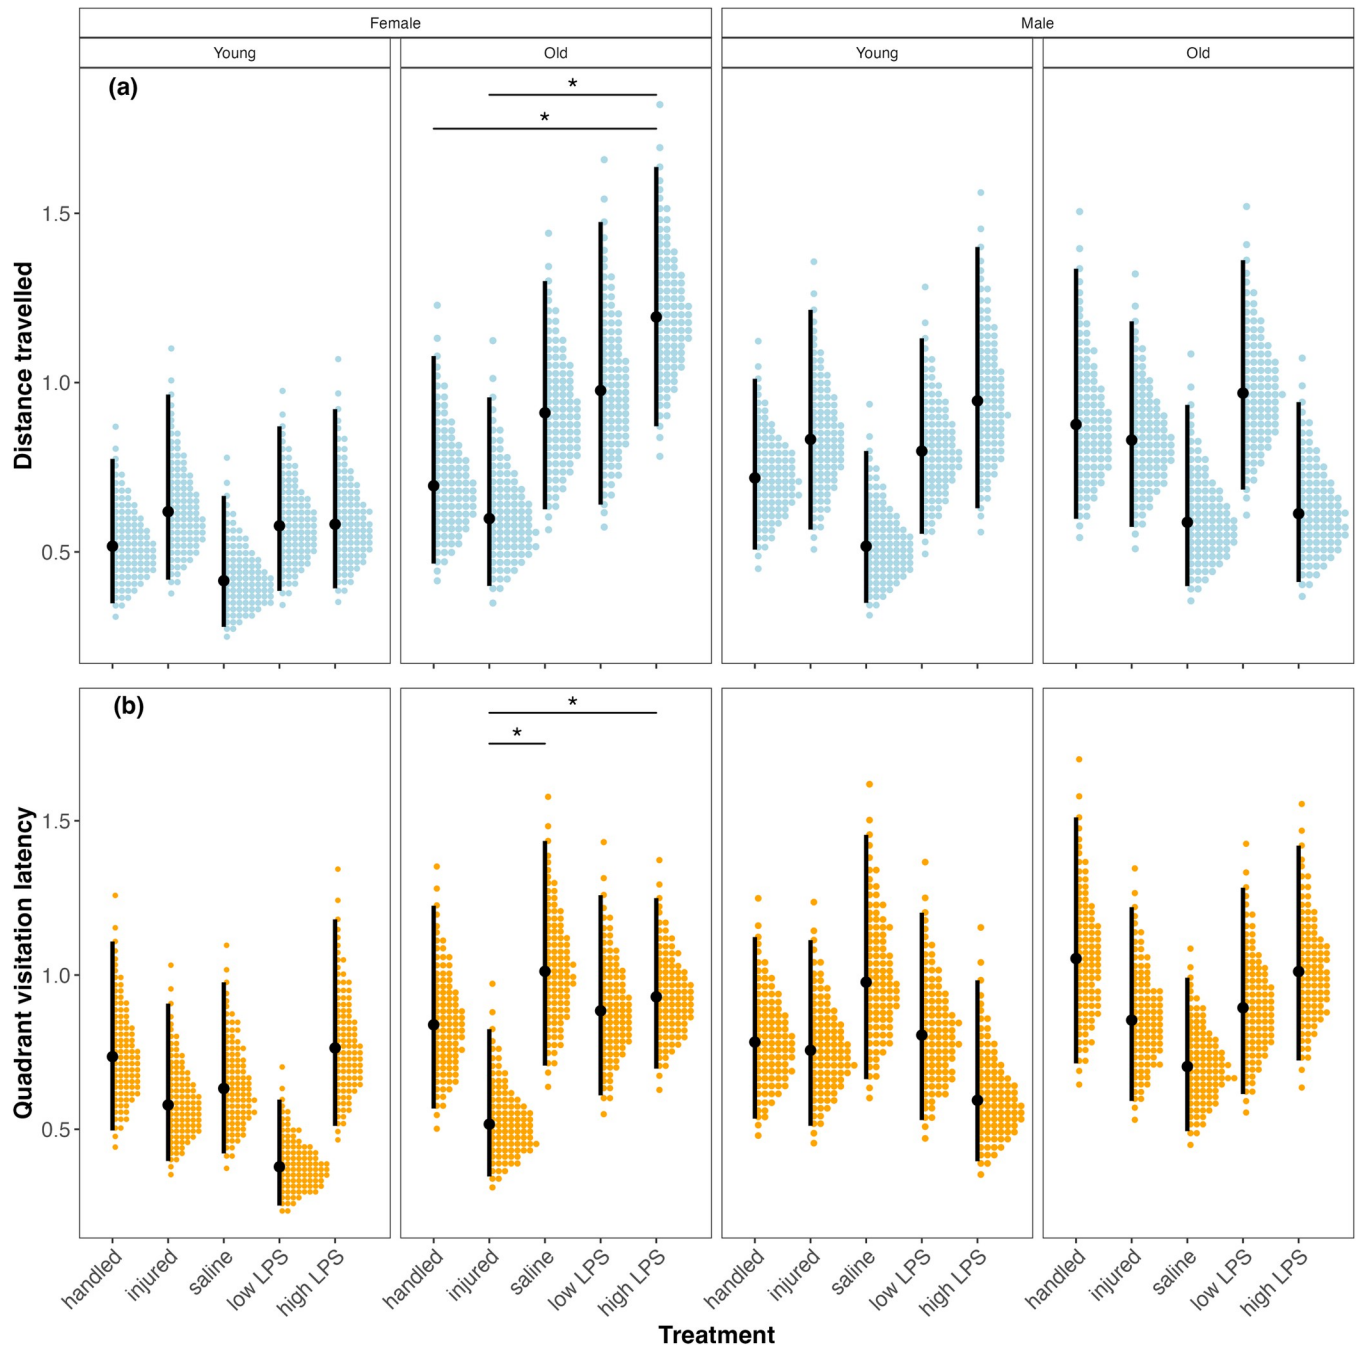 Female Male
Young Old Young Old
(a)
*
*
1.5
1.0
0.5
Distance travelled
(b)
*
*
1.5
1.0
0.5
Quadrant visitation latency
handled injured saline low LPS high LPS handled injured saline low LPS high LPS handled injured saline low LPS high LPS handled injured saline low LPS high LPS
Treatment